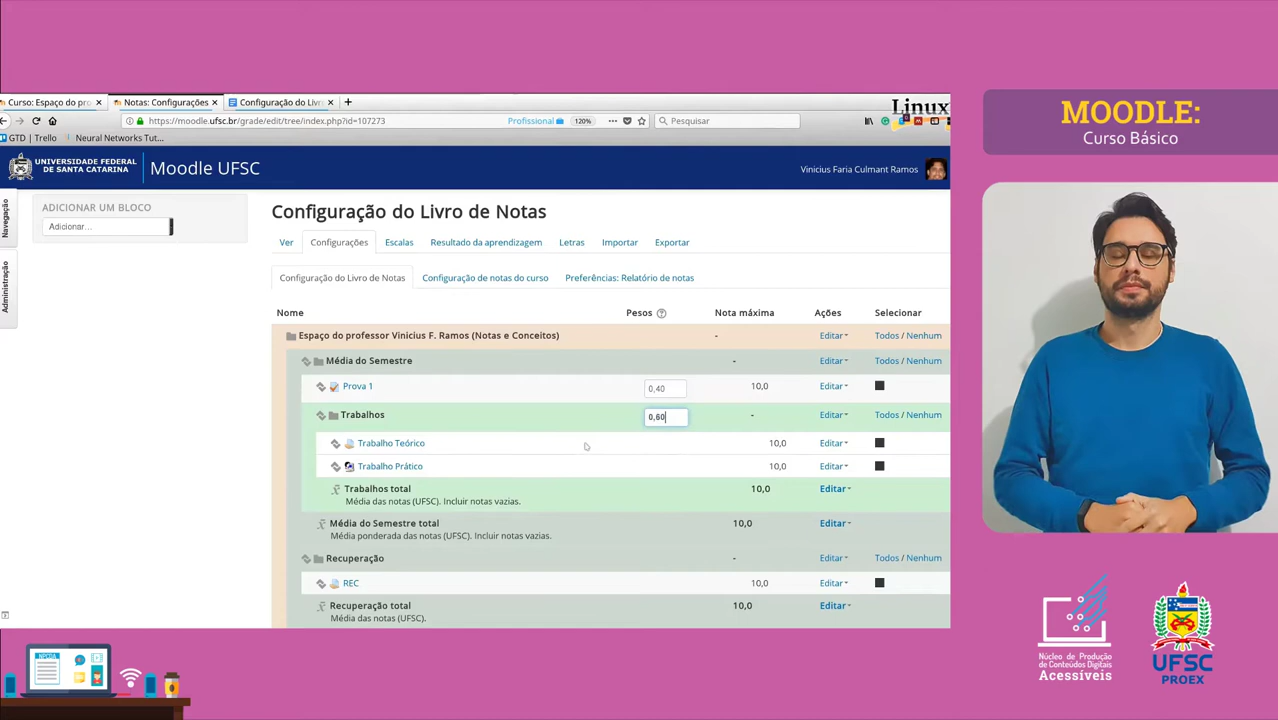 Curso: Espaço do pro
Notas: Configurações
Configuração do Livr
https://moodle.ufsc.br/grade/edit/tree/index.php?id=107273
Profissional
120%
Pesquisar
Linux
GTD | Trello
Neural Networks Tut...
UNIVERSIDADE FEDERAL
DE SANTA CATARINA
Moodle UFSC
Vinicius Faria Culmant Ramos
Navegação
Administração
ADICIONAR UM BLOCO
Adicionar...
Configuração do Livro de Notas
Ver Configurações Escalas Resultado da aprendizagem Letras Importar Exportar
Configuração do Livro de Notas Configuração de notas do curso Preferências: Relatório de notas
Nome Pesos Nota máxima Ações Selecionar
Espaço do professor Vinicius F. Ramos (Notas e Conceitos) - Editar Todos / Nenhum
Média do Semestre - Editar Todos / Nenhum
Prova 1 0,40 10,0 Editar
Trabalhos 0,60 - Editar Todos / Nenhum
Trabalho Teórico 10,0 Editar
Trabalho Prático 10,0 Editar
Trabalhos total 10,0 Editar
Média das notas (UFSC). Incluir notas vazias.
Média do Semestre total 10,0 Editar
Média ponderada das notas (UFSC). Incluir notas vazias.
Recuperação - Editar Todos / Nenhum
REC 10,0 Editar
Recuperação total 10,0 Editar
Média das notas (UFSC).
MOODLE:
Curso Básico
Núcleo de Produção
de Conteúdos Digitais
Acessíveis
UFSC
PROEX